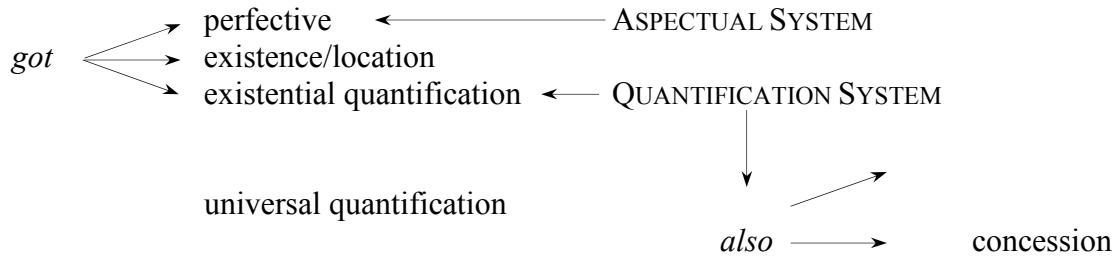 perfective ASPECTUAL SYSTEM
got existence/location
existential quantification QUANTIFICATION SYSTEM
universal quantification
also concession